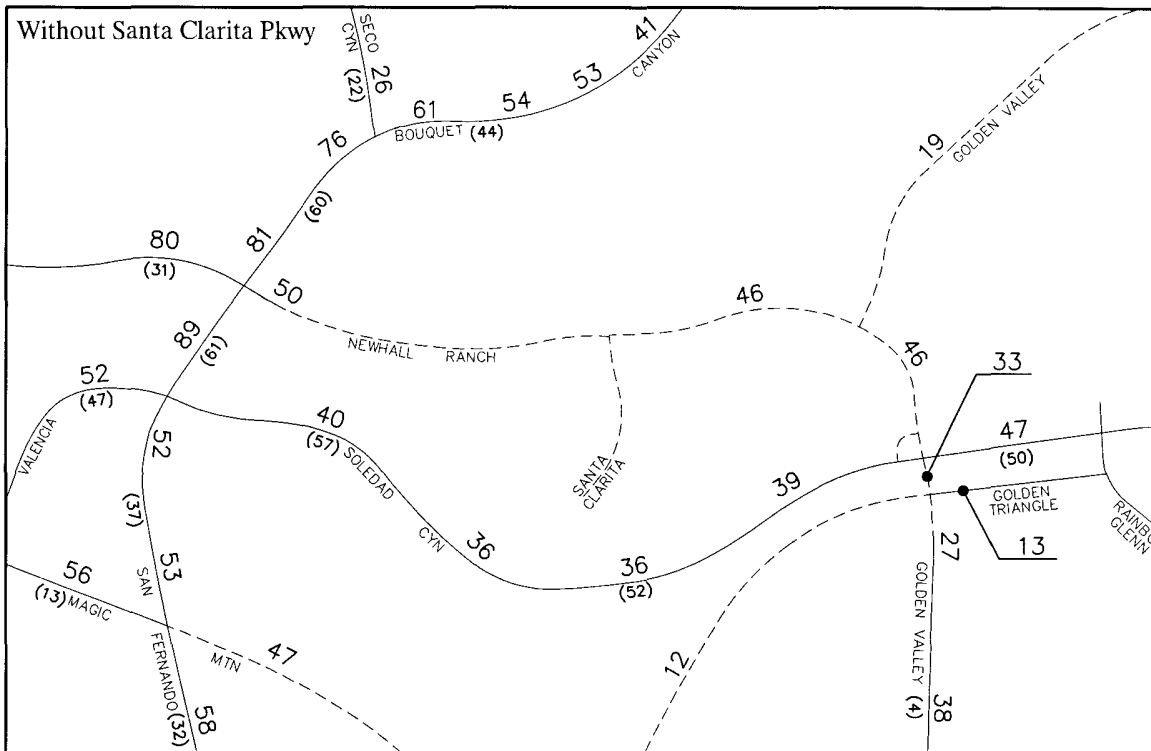 Without Santa Clarita Pkwy
SECO
CYN
(22)
26
41
CANYON
53
54
61
BOUQUET (44)
76
(60)
19
GOLDEN VALLEY
80
(31)
81
50
NEWHALL RANCH
46
46
33
89
(61)
52
(47)
VALENCIA
40
(57)
SOLEDAD
CYN
SANTA
CLARITA
47
(50)
39
GOLDEN
TRIANGLE
RAINBO
GLENN
13
52
(37)
SAN
53
36
36
(52)
27
GOLDEN VALLEY
(4)
38
56
(13) MAGIC
MTN
47
12
FERNANDO (32)
58